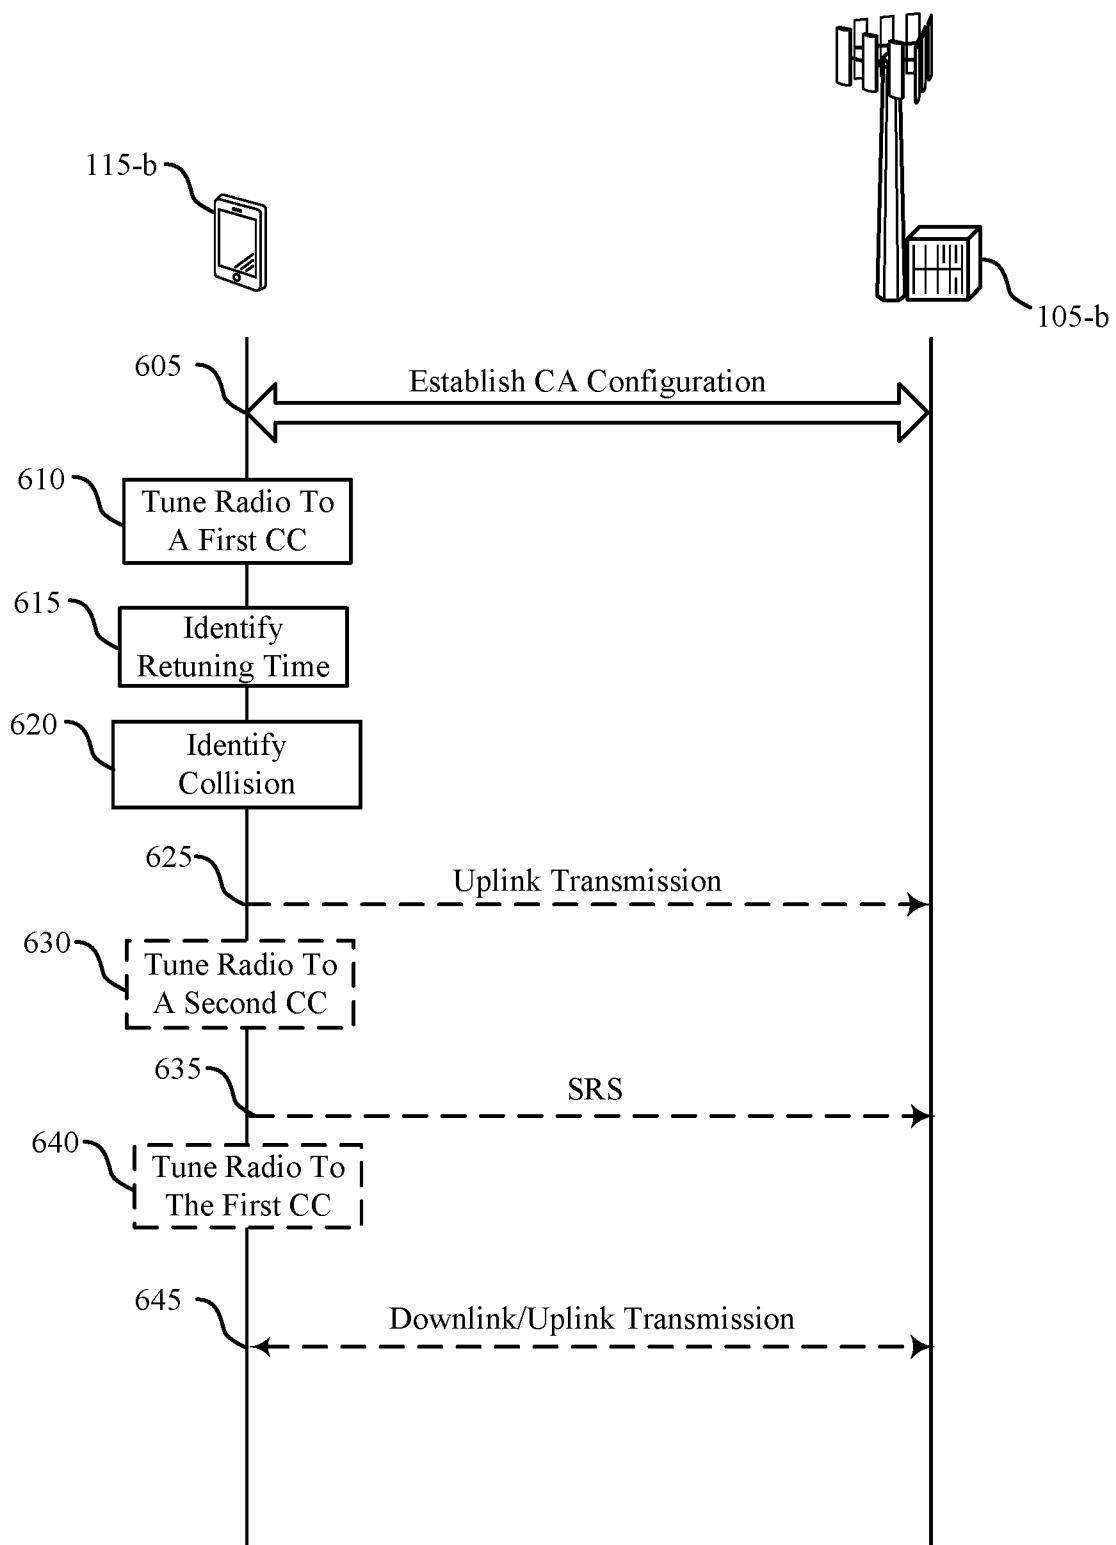 115-b
105-b
605
Establish CA Configuration
610
Tune Radio To
A First CC
615
Identify
Retuning Time
620
Identify
Collision
625
Uplink Transmission
630
Tune Radio To
A Second CC
635
SRS
640
Tune Radio To
The First CC
645
Downlink/Uplink Transmission